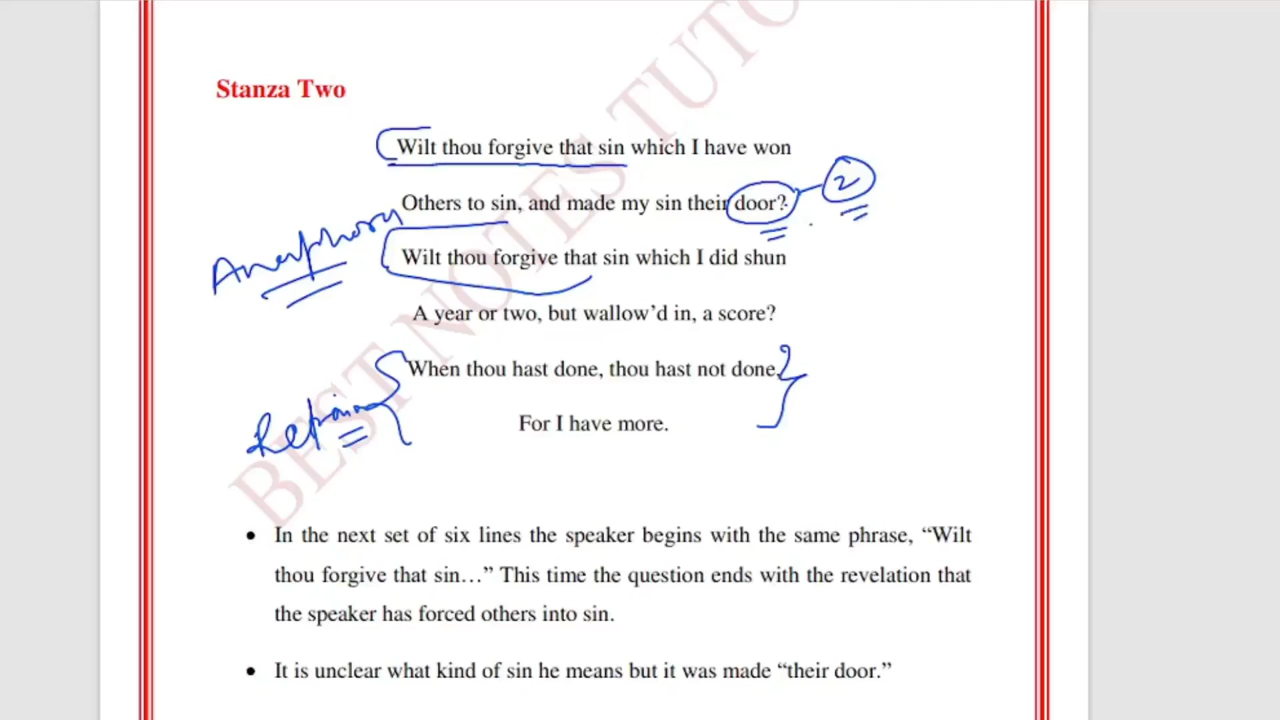 Stanza Two
Wilt thou forgive that sin which I have won
2
Others to sin, and made my sin their door?
Wilt thou forgive that sin which I did shun
A year or two, but wallow’d in, a score?
When thou hast done, thou hast not done,
For I have more.
In the next set of six lines the speaker begins with the same phrase, “Wilt
thou forgive that sin…” This time the question ends with the revelation that
the speaker has forced others into sin.
It is unclear what kind of sin he means but it was made “their door.”
BEST NOTES TUTO